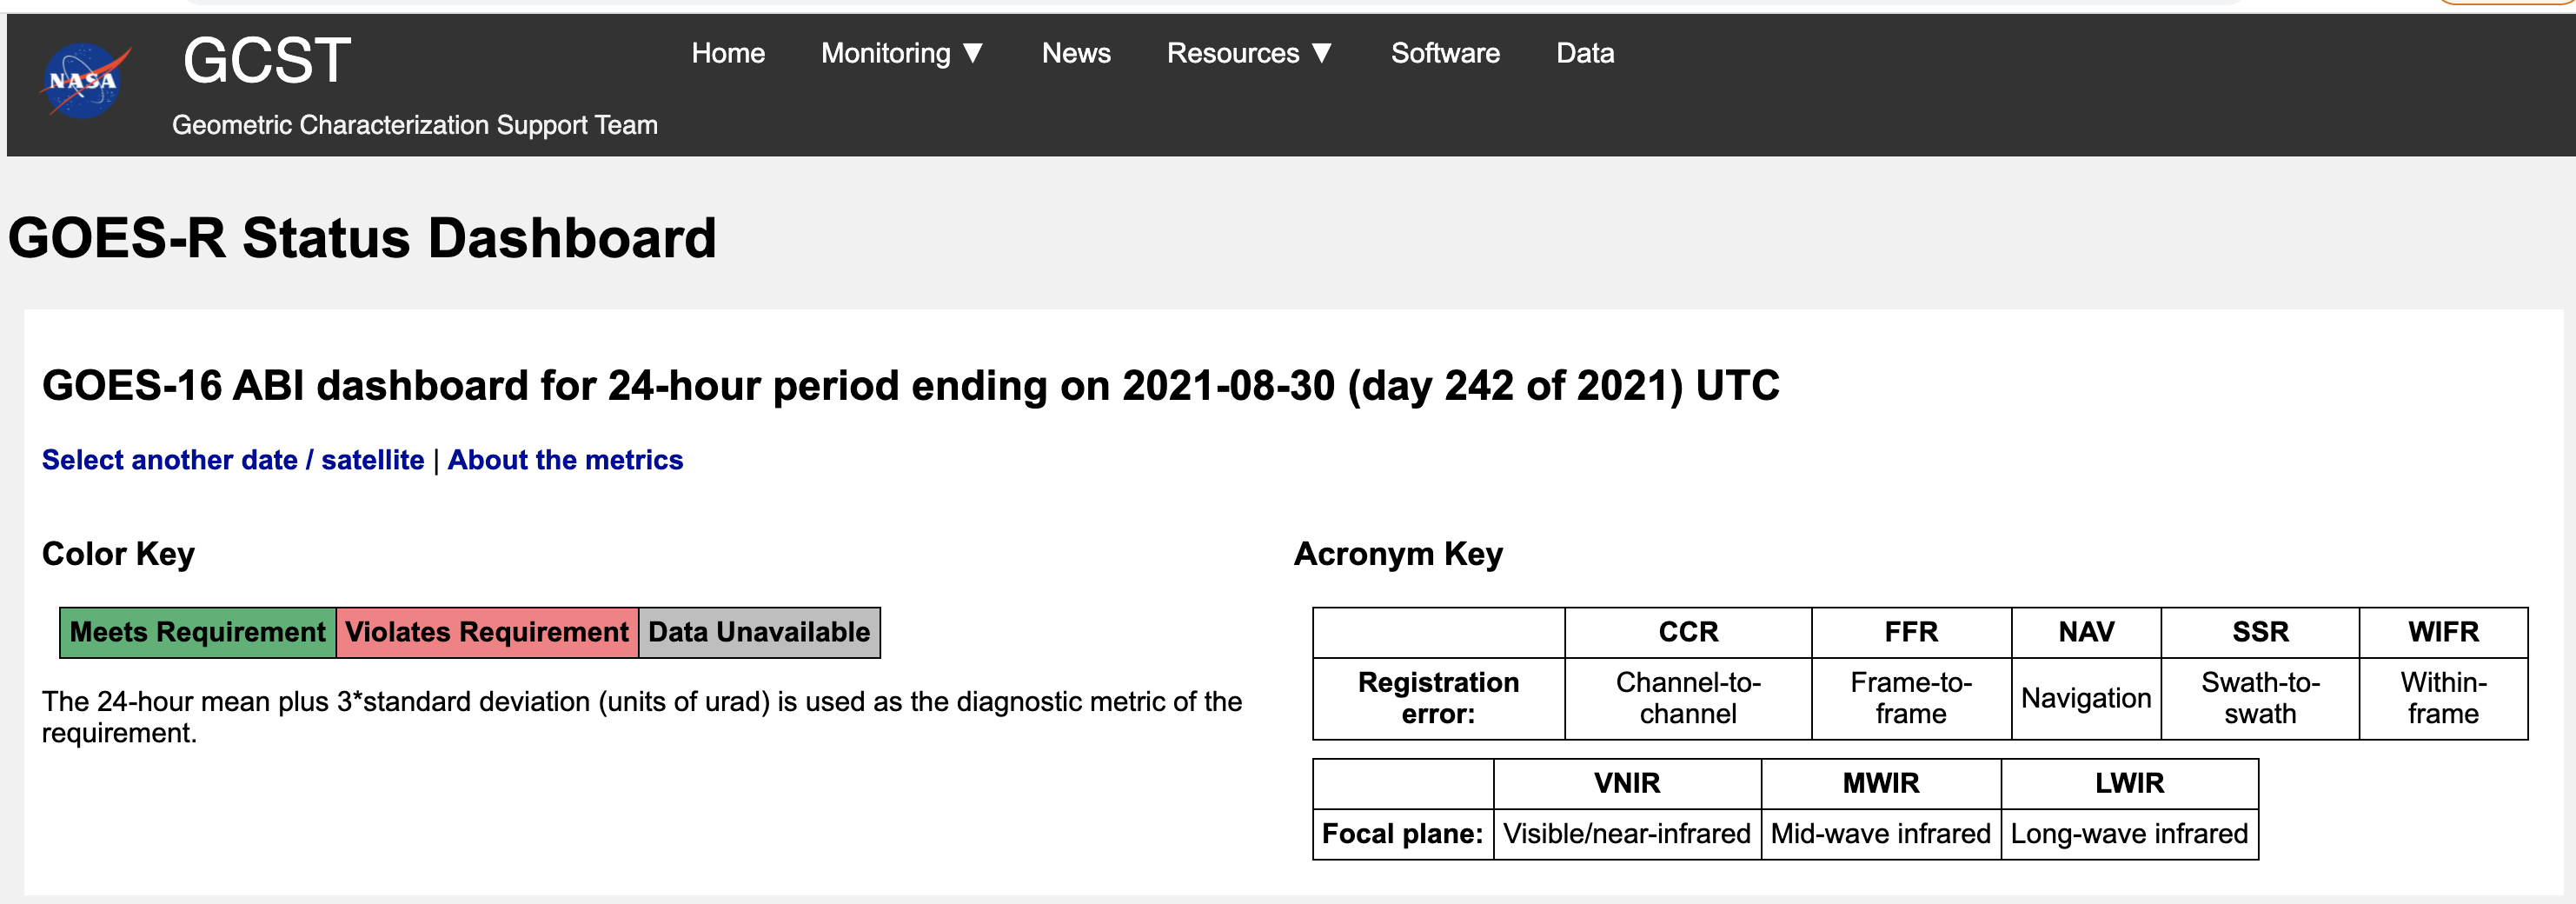 NASA
GCST
Geometric Characterization Support Team
Home Monitoring ▼ News Resources ▼ Software Data
GOES-R Status Dashboard
GOES-16 ABI dashboard for 24-hour period ending on 2021-08-30 (day 242 of 2021) UTC
Select another date / satellite | About the metrics
Color Key
Meets Requirement Violates Requirement Data Unavailable
The 24-hour mean plus 3*standard deviation (units of urad) is used as the diagnostic metric of the
requirement.
Acronym Key
CCR FFR NAV SSR WIFR
Registration error: Channel-to-channel Frame-to-frame Navigation Swath-to-swath Within-frame
VNIR MWIR LWIR
Focal plane: Visible/near-infrared Mid-wave infrared Long-wave infrared